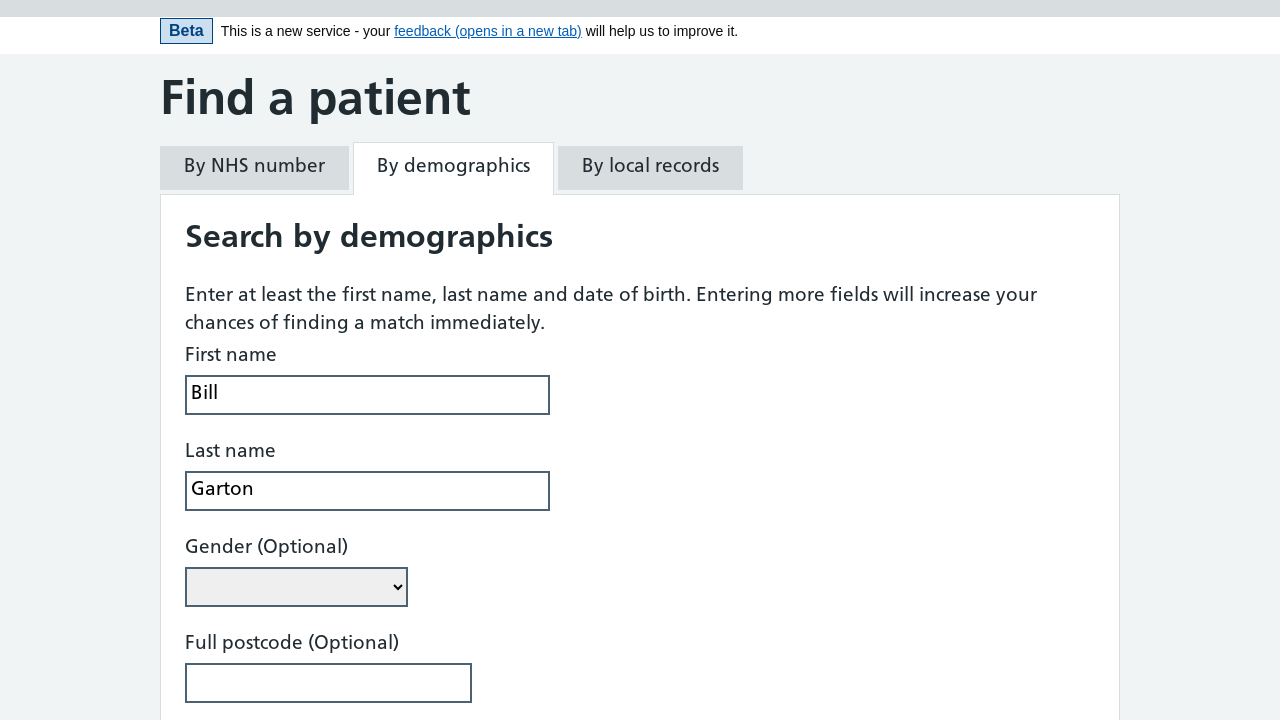 Beta This is a new service - your feedback (opens in a new tab) will help us to improve it.
Find a patient
By NHS number By demographics By local records
Search by demographics
Enter at least the first name, last name and date of birth. Entering more fields will increase your
chances of finding a match immediately.
First name
Bill
Last name
Garton
Gender (Optional)
Full postcode (Optional)